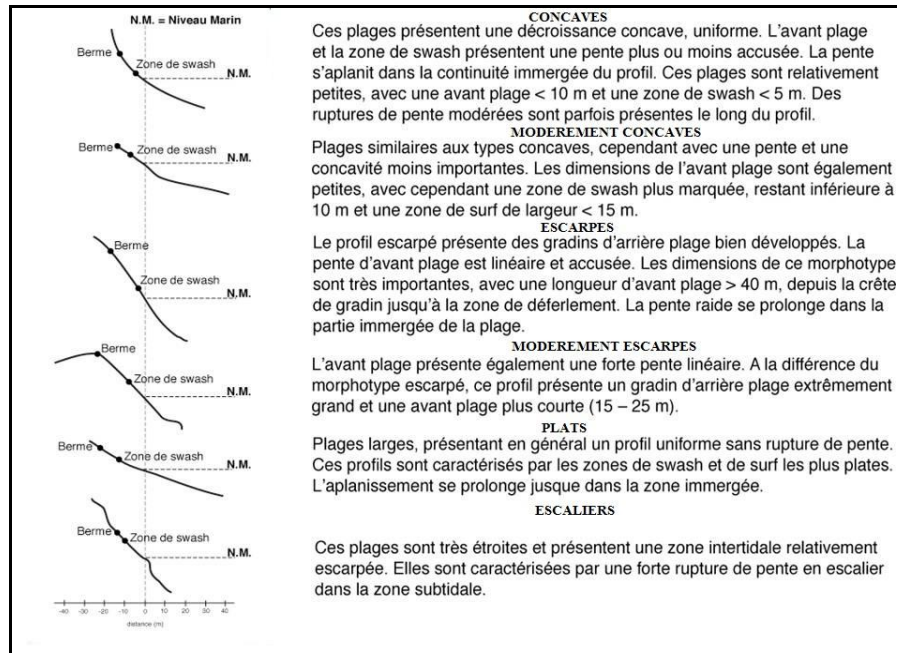 N.M. = Niveau Marin
Berme
Zone de swash
N.M.
CONCAVES
Ces plages présentent une décroissance concave, uniforme. L'avant plage
et la zone de swash présentent une pente plus ou moins accusée. La pente
s'aplanit dans la continuité immergée du profil. Ces plages sont relativement
petites, avec une avant plage < 10 m et une zone de swash < 5 m. Des
ruptures de pente modérées sont parfois présentes le long du profil.
Berme
Zone de swash
N.M.
MODEREMENT CONCAVES
Plages similaires aux types concaves, cependant avec une pente et une
concavité moins importantes. Les dimensions de l'avant plage sont également
petites, avec cependant une zone de swash plus marquée, restant inférieure à
10 m et une zone de surf de largeur < 15 m.
Berme
Zone de swash
N.M.
ESCARPES
Le profil escarpé présente des gradins d'arrière plage bien développés. La
pente d'avant plage est linéaire et accusée. Les dimensions de ce morphotype
sont très importantes, avec une longueur d'avant plage > 40 m, depuis la crête
de gradin jusqu'à la zone de déferlement. La pente raide se prolonge dans la
partie immergée de la plage.
Berme
Zone de swash
N.M.
MODEREMENT ESCARPES
L'avant plage présente également une forte pente linéaire. A la différence du
morphotype escarpé, ce profil présente un gradin d'arrière plage extrêmement
grand et une avant plage plus courte (15 – 25 m).
Berme
Zone de swash
N.M.
PLATS
Plages larges, présentant en général un profil uniforme sans rupture de pente.
Ces profils sont caractérisés par les zones de swash et de surf les plus plates.
L'aplanissement se prolonge jusque dans la zone immergée.
Berme
Zone de swash
N.M.
ESCALIERS
Ces plages sont très étroites et présentent une zone intertidale relativement
escarpée. Elles sont caractérisées par une forte rupture de pente en escalier
dans la zone subtidale.
-40 -30 -20 -10 0 10 20 30 40
distance (m)